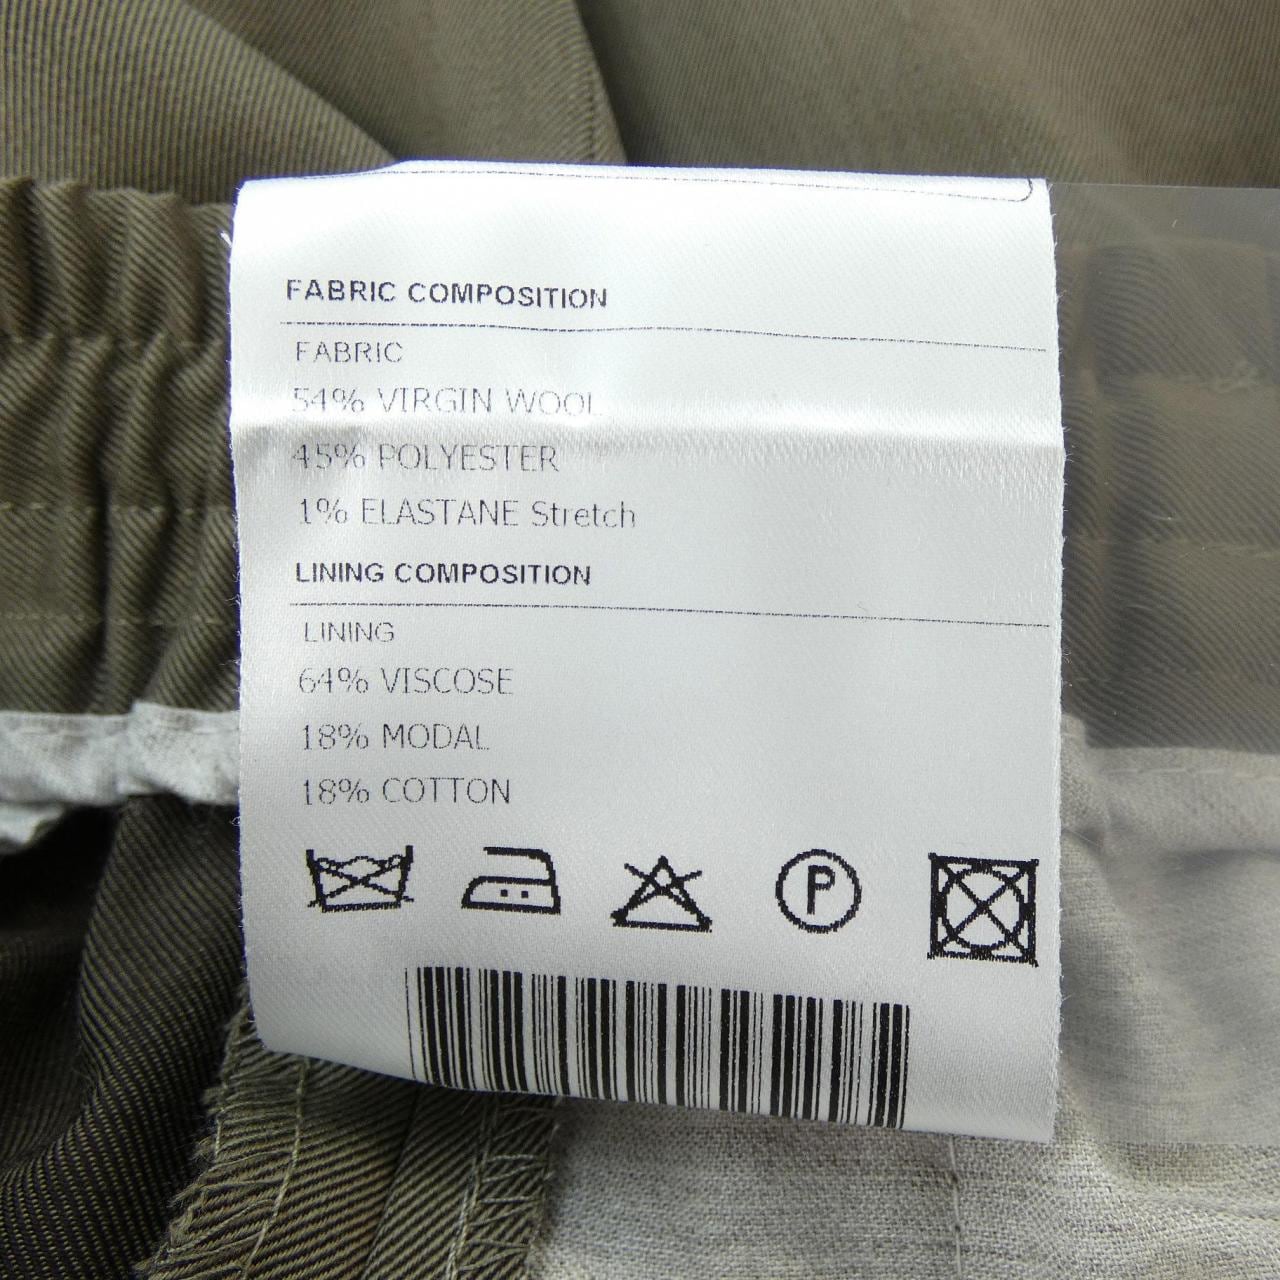 FABRIC COMPOSITION
FABRIC
54% VIRGIN WOOL
45% POLYESTER
1% ELASTANE Stretch
LINING COMPOSITION
LINING
64% VISCOSE
18% MODAL
18% COTTON
P